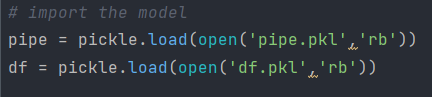 # import the model
pipe = pickle.load(open('pipe.pkl','rb'))
df = pickle.load(open('df.pkl','rb'))